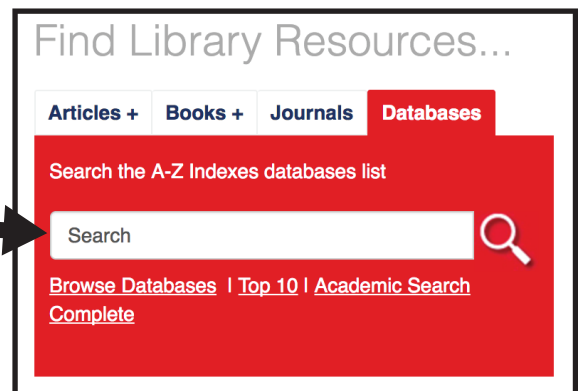 Find Library Resources...
Articles + Books + Journals Databases
Search the A-Z Indexes databases list
Search
Browse Databases | Top 10 | Academic Search
Complete